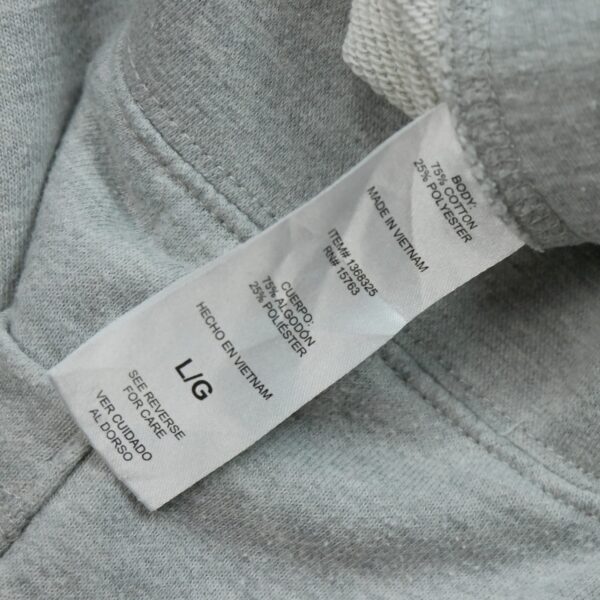 BODY:
75% COTTON
25% POLYESTER
MADE IN VIETNAM
ITEM# 1368325
RN# 15763
CUERPO:
75% ALGODÓN
25% POLIÉSTER
HECHO EN VIETNAM
L/G
SEE REVERSE
FOR CARE
VER CUIDADO
AL DORSO